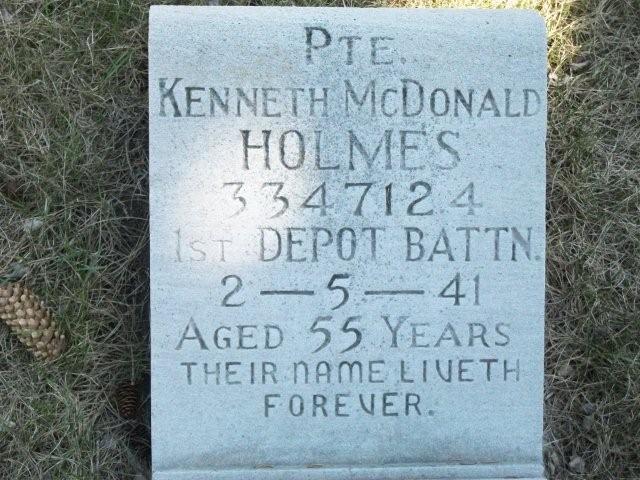 PTE.
KENNETH MCDONALD
HOLMES
3347124
1ST DEPOT BATTN.
2-5-41
AGED 55 YEARS
THEIR NAME LIVETH
FOREVER.